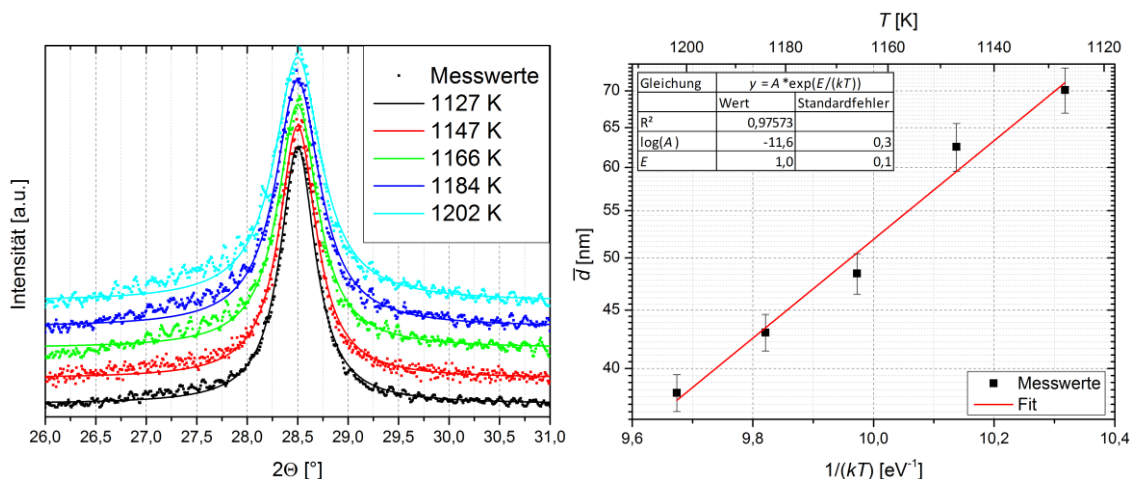 Intensität [a.u.]
Messwerte
1127 K
1147 K
1166 K
1184 K
1202 K
26,0 26,5 27,0 27,5 28,0 28,5 29,0 29,5 30,0 30,5 31,0
2Θ [°]
T [K]
1200 1180 1160 1140 1120
Gleichung y = A*exp(E/(kT))
Wert Standardfehler
R² 0,97573
log(A) -11,6 0,3
E 1,0 0,1
70
65
60
50
45
40
d̅ [nm]
Messwerte
Fit
9,6 9,8 10,0 10,2 10,4
1/(kT) [eV⁻¹]